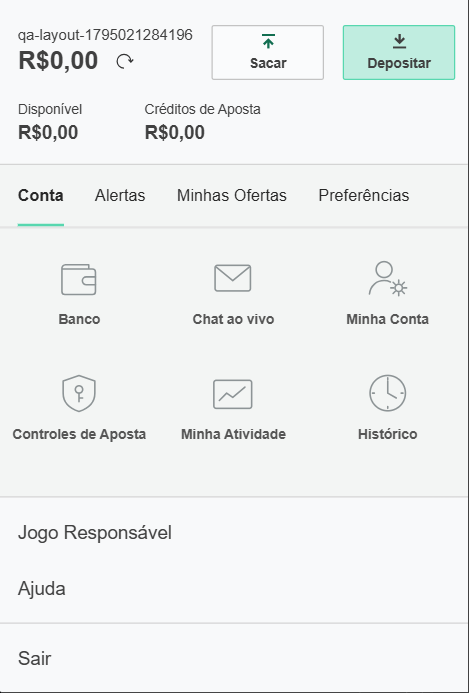 qa-layout-1795021284196
R$0,00
Sacar
Depositar
Disponível
Créditos de Aposta
R$0,00
R$0,00
Conta
Alertas
Minhas Ofertas
Preferências
Banco
Chat ao vivo
Minha Conta
Controles de Aposta
Minha Atividade
Histórico
Jogo Responsável
Ajuda
Sair